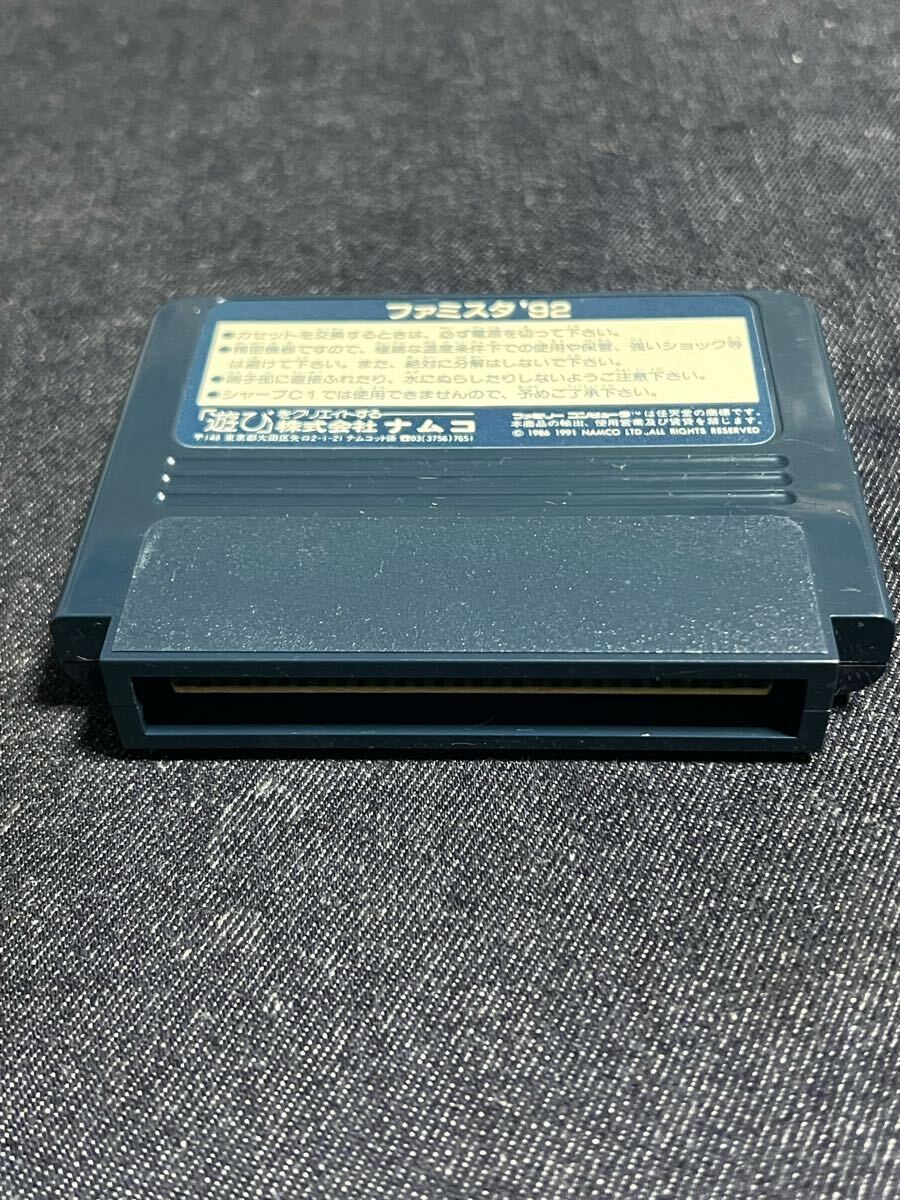 ファミスタ'92
●カセットを交換するときは、必ず電源を切って下さい。
●精密機器ですので、極端な温度条件下での使用や保管、強いショック等
は避けて下さい。また、絶対に分解はしないで下さい。
●端子部に直接ふれたり、水にぬらしたりしないようご注意下さい。
●シャープC1では使用できませんので、予めご了承下さい。
「遊び」をクリエイトする
株式会社 ナムコ
〒146 東京都大田区矢口2-1-21 ナムコット係 ☎03(3756)7651
ファミリー コンピュータ™は任天堂の商標です。
本商品の輸出、使用営業及び賃貸を禁じます。
© 1986 1991 NAMCO LTD., ALL RIGHTS RESERVED